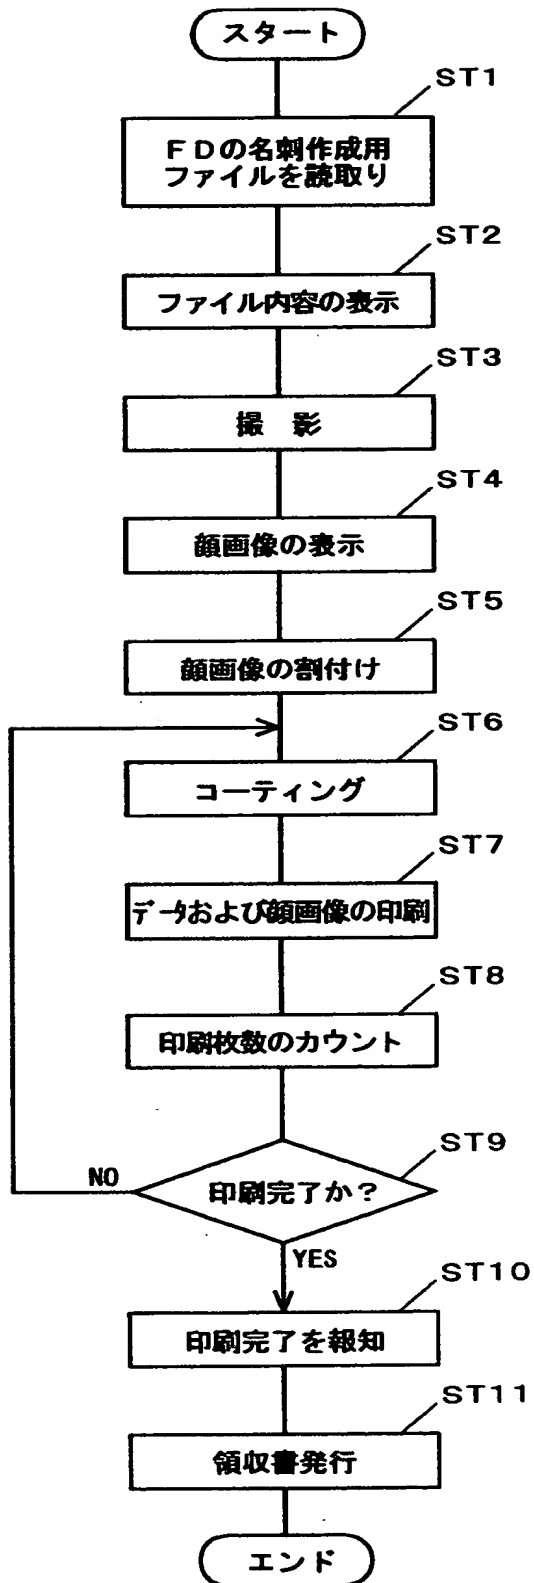 スタート
ST1
FDの名刺作成用
ファイルを読取り
ST2
ファイル内容の表示
ST3
撮 影
ST4
顔画像の表示
ST5
顔画像の割付け
ST6
コーティング
ST7
データおよび顔画像の印刷
ST8
印刷枚数のカウント
ST9
NO
印刷完了か?
YES
ST10
印刷完了を報知
ST11
領収書発行
エンド